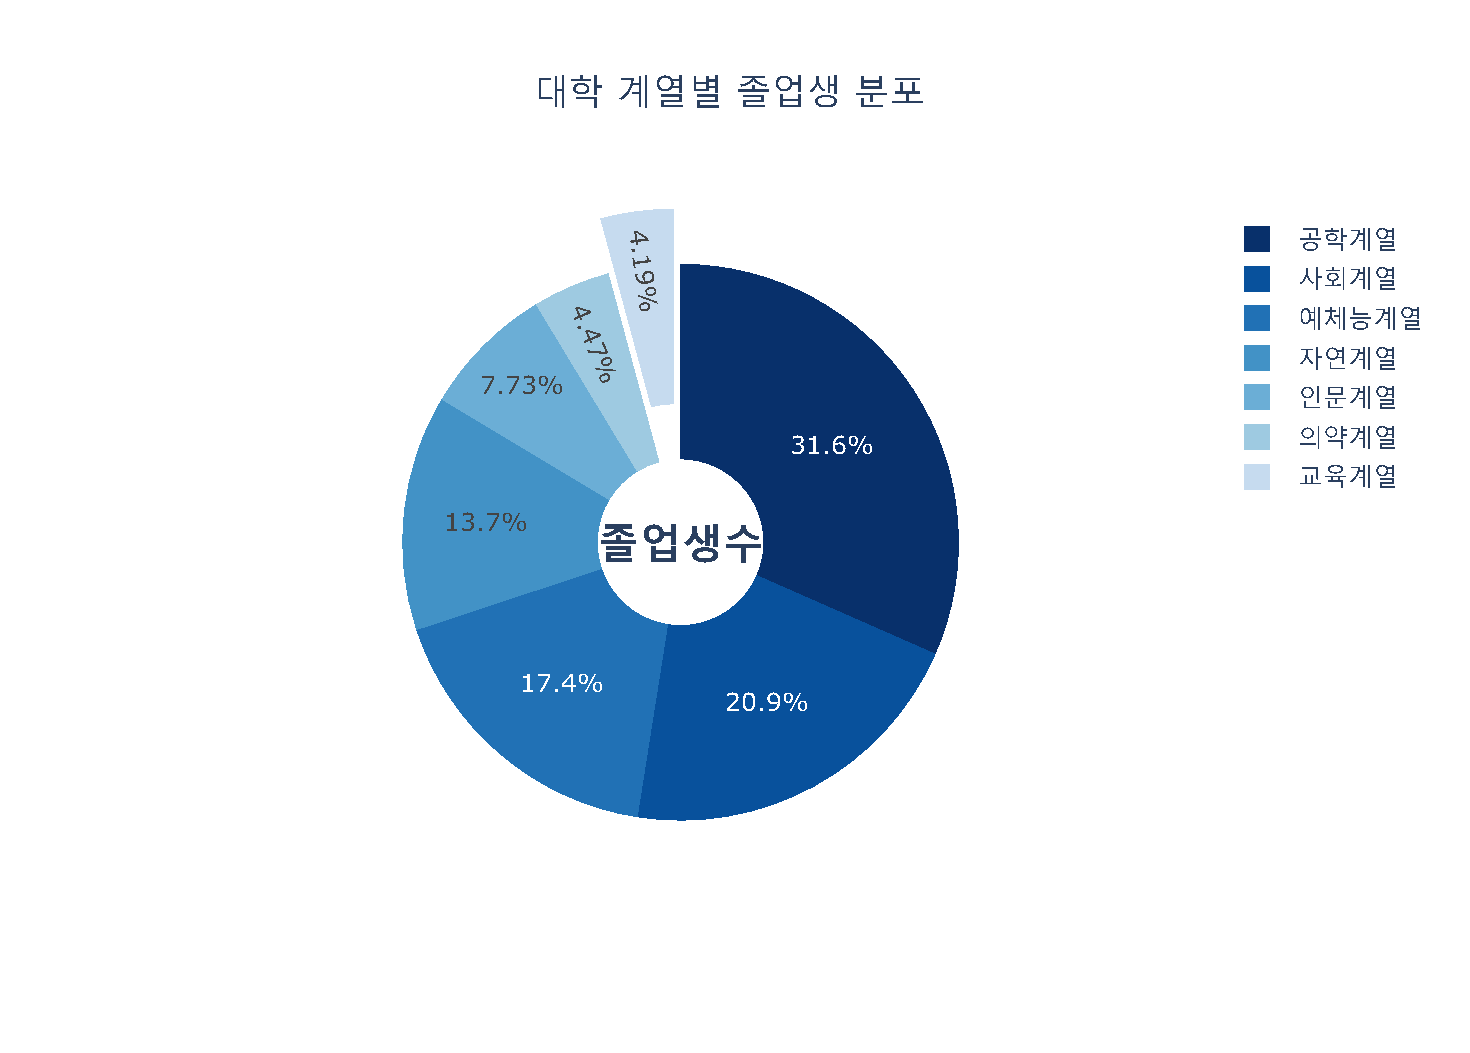 대학 계열별 졸업생 분포
공학계열
사회계열
예체능계열
자연계열
인문계열
의약계열
교육계열
4.19%
4.47%
7.73%
31.6%
13.7%
졸업생수
17.4%
20.9%